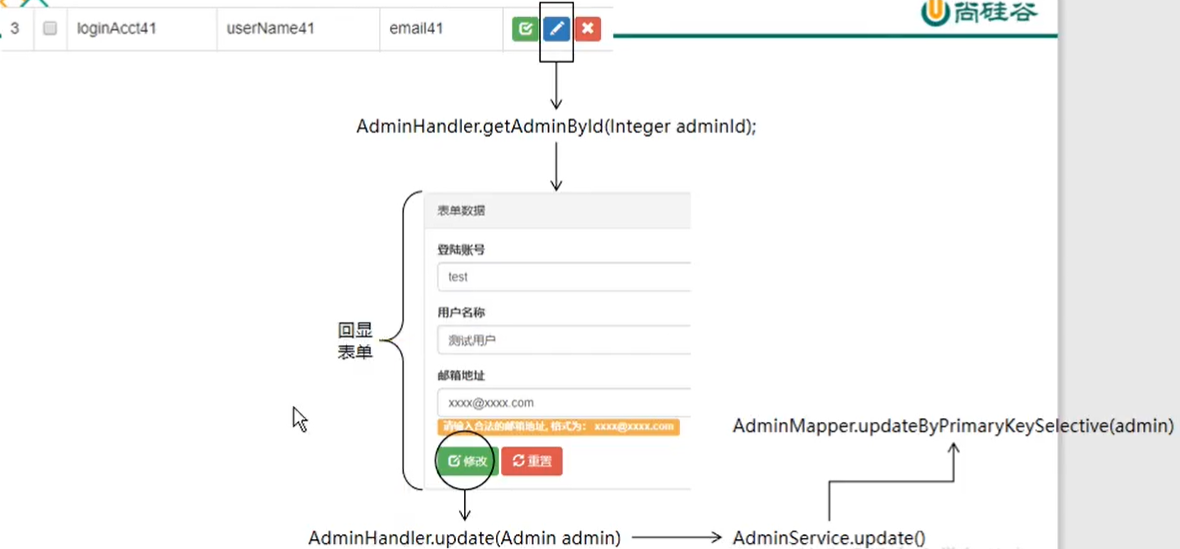 尚硅谷
3 loginAcct41 userName41 email41
AdminHandler.getAdminById(Integer adminId);
表单数据
登陆账号
test
用户名称
测试用户
回显
表单
邮箱地址
xxxx@xxxx.com
请输入合法的邮箱地址, 格式为: xxxx@xxxx.com
修改 重置
AdminMapper.updateByPrimaryKeySelective(admin)
AdminHandler.update(Admin admin) AdminService.update()